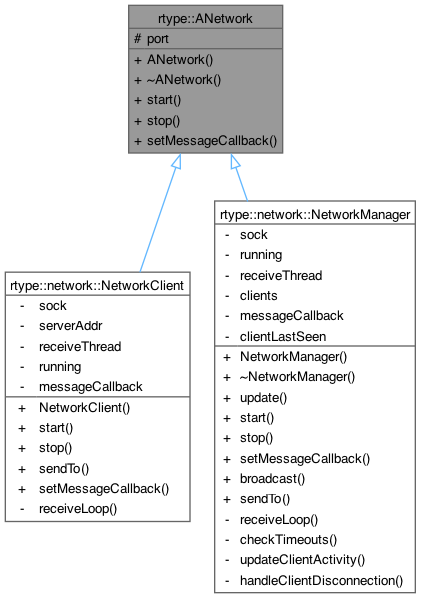 rtype::ANetwork
# port
+ ANetwork()
+ ~ANetwork()
+ start()
+ stop()
+ setMessageCallback()
rtype::network::NetworkClient
- sock
- serverAddr
- receiveThread
- running
- messageCallback
+ NetworkClient()
+ start()
+ stop()
+ sendTo()
+ setMessageCallback()
- receiveLoop()
rtype::network::NetworkManager
- sock
- running
- receiveThread
- clients
- messageCallback
- clientLastSeen
+ NetworkManager()
+ ~NetworkManager()
+ update()
+ start()
+ stop()
+ setMessageCallback()
+ broadcast()
+ sendTo()
- receiveLoop()
- checkTimeouts()
- updateClientActivity()
- handleClientDisconnection()